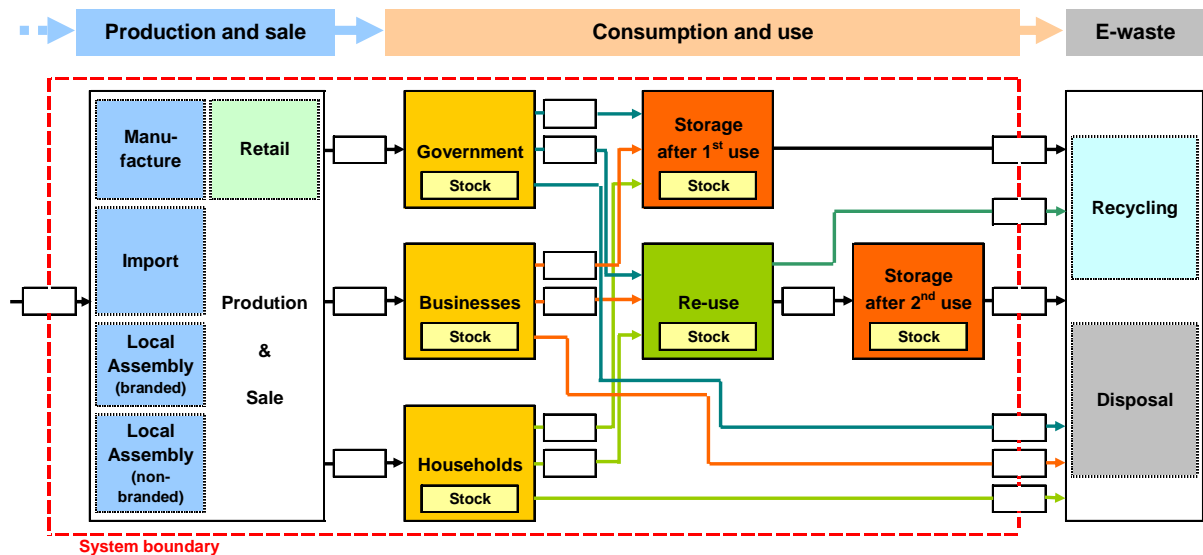 Production and sale
Consumption and use
E-waste
Manu-
facture
Retail
Import
Local
Assembly
(branded)
Local
Assembly
(non-
branded)
Prodution
&
Sale
Government
Stock
Businesses
Stock
Households
Stock
Storage
after 1st use
Stock
Re-use
Stock
Storage
after 2nd use
Stock
Recycling
Disposal
System boundary